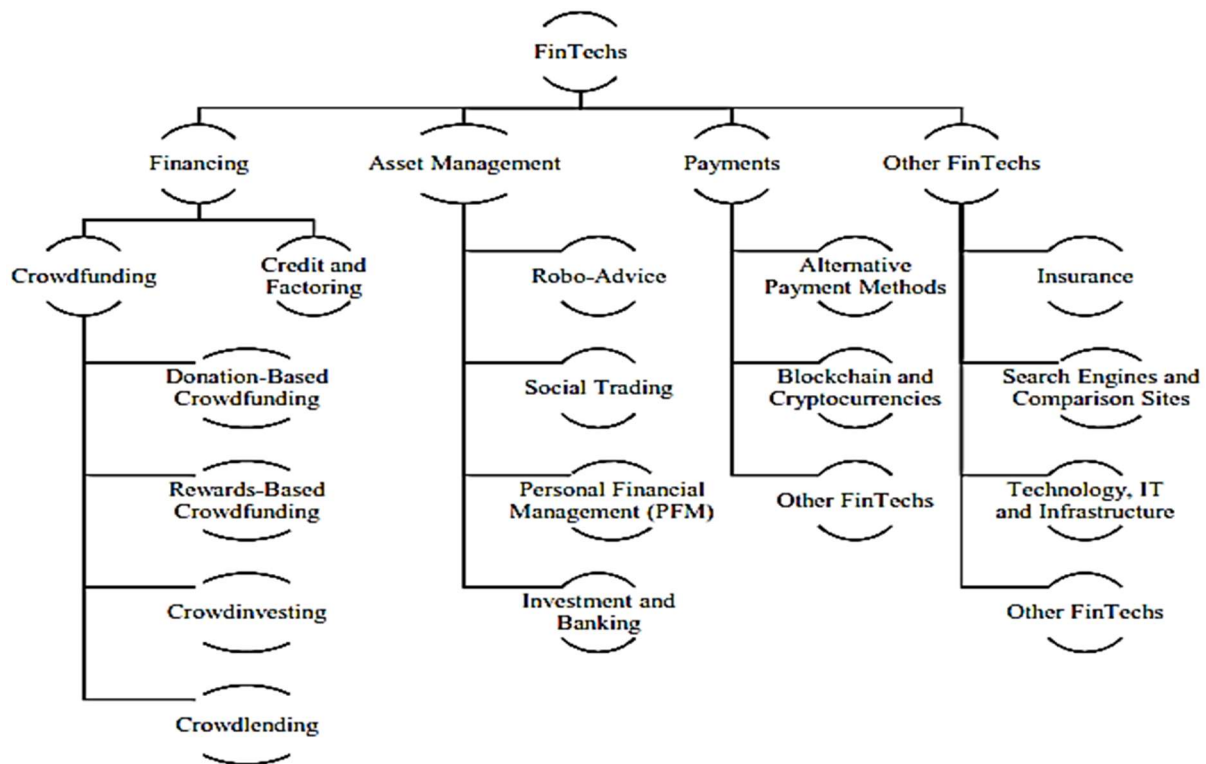 FinTechs
Financing
Asset Management
Payments
Other FinTechs
Crowdfunding
Credit and
Factoring
Robo-Advice
Alternative
Payment Methods
Insurance
Donation-Based
Crowdfunding
Social Trading
Blockchain and
Cryptocurrencies
Search Engines and
Comparison Sites
Rewards-Based
Crowdfunding
Personal Financial
Management (PFM)
Other FinTechs
Technology, IT
and Infrastructure
Crowdinvesting
Investment and
Banking
Other FinTechs
Crowdlending